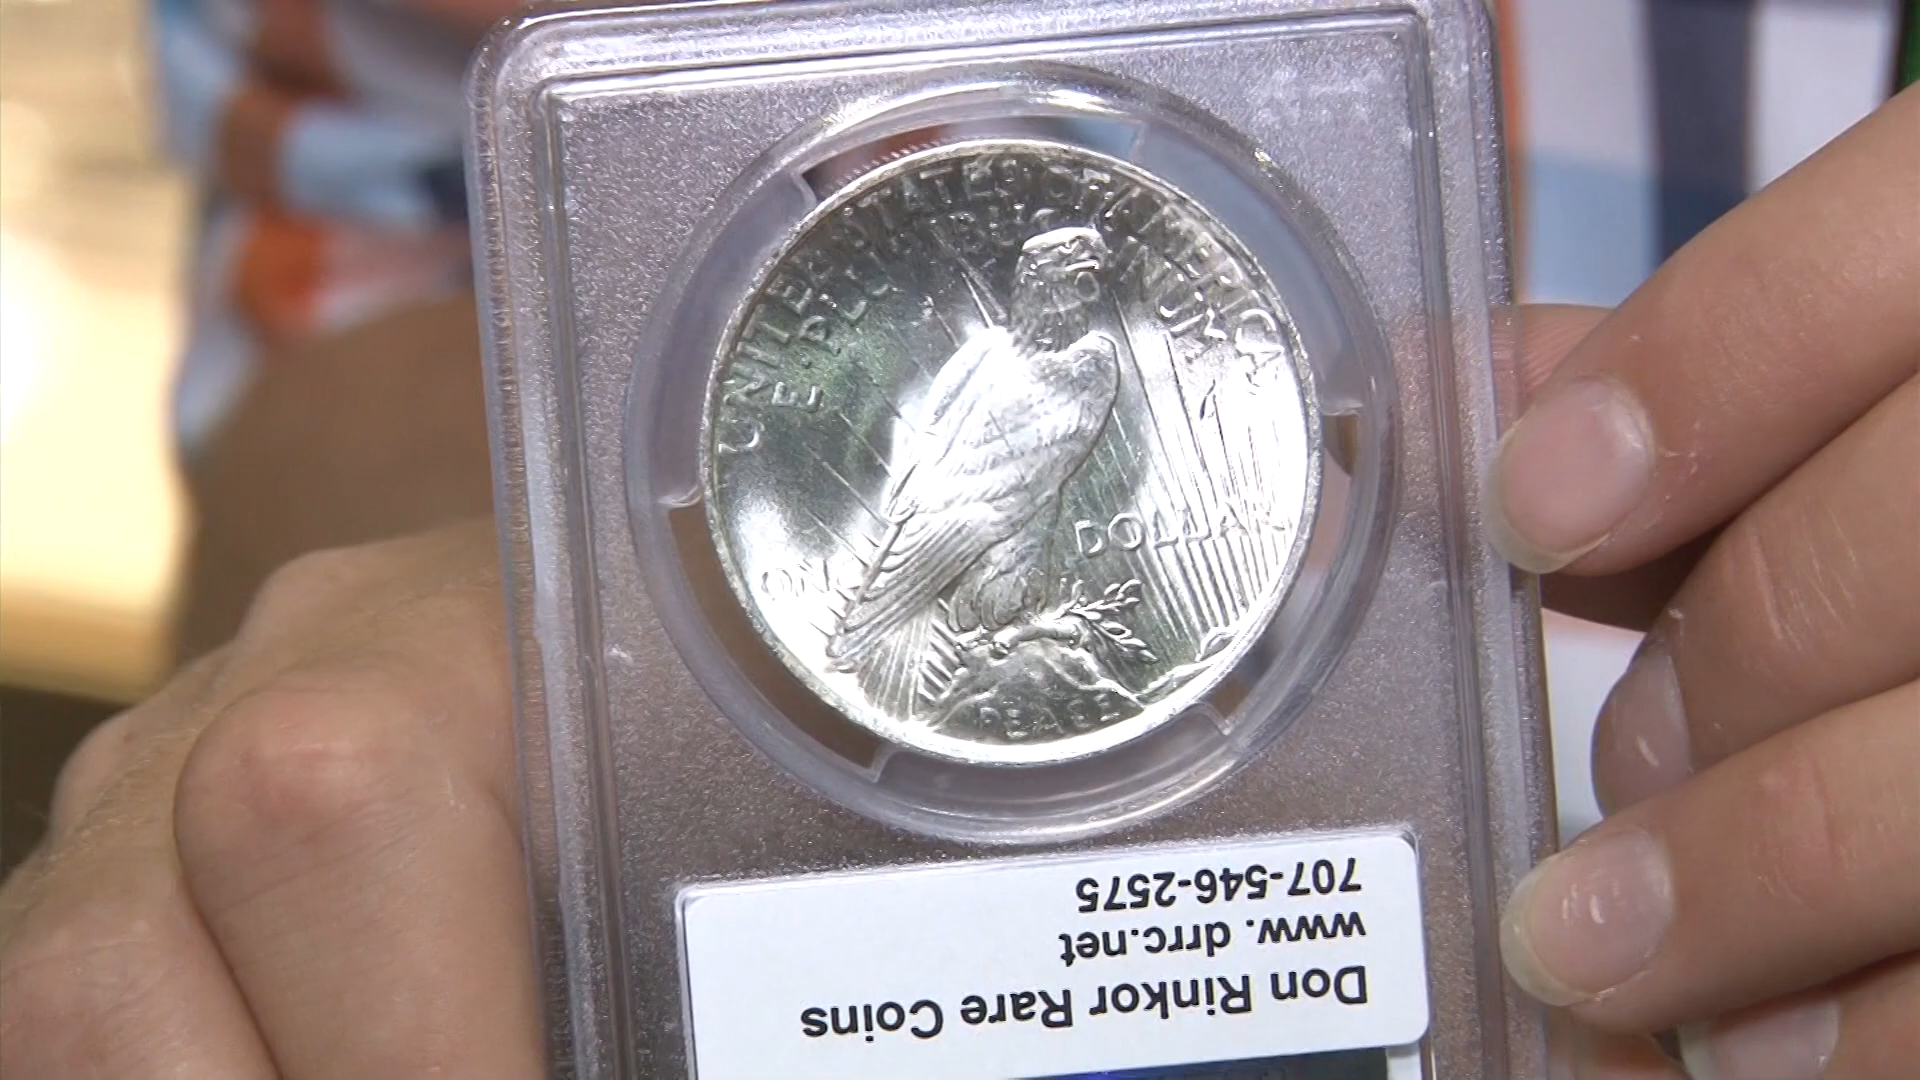 UNITED STATES OF AMERICA
E PLURIBUS UNUM
ONE DOLLAR
PEACE
Don Rinkor Rare Coins
www. drrc.net
707-546-2575